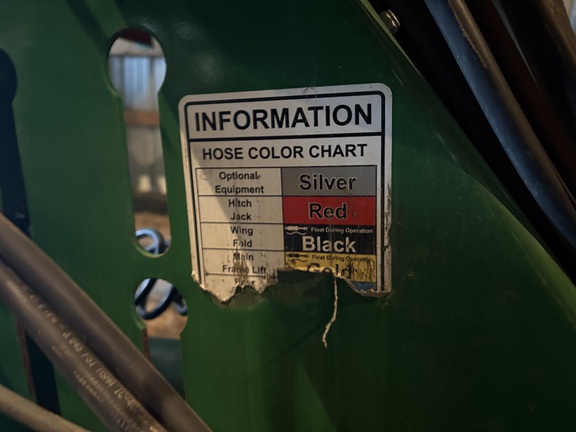 INFORMATION
HOSE COLOR CHART
Optional
Equipment
Silver
Hitch
Jack
Red
Wing
Fold
Float During Operation
Black
Main
Frame Lift
Float During Operation
Gold